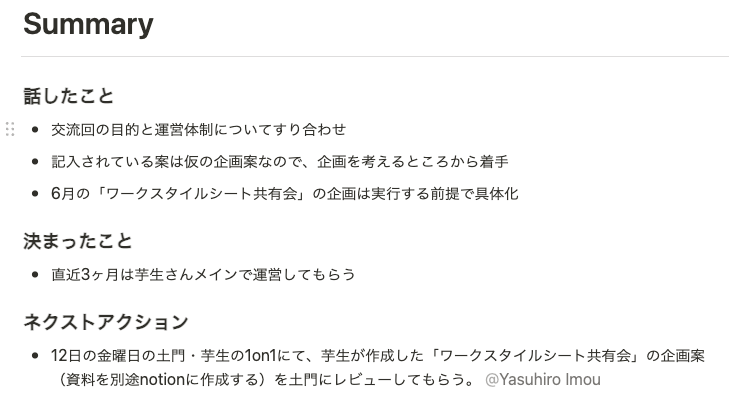 Summary
話したこと
交流回の目的と運営体制についてすり合わせ
記入されている案は仮の企画案なので、企画を考えるところから着手
6月の「ワークスタイルシート共有会」の企画は実行する前提で具体化
決まったこと
直近3ヶ月は芋生さんメインで運営してもらう
ネクストアクション
12日の金曜日の土門・芋生の1on1にて、芋生が作成した「ワークスタイルシート共有会」の企画案
（資料を別途notionに作成する）を土門にレビューしてもらう。 @Yasuhiro Imou